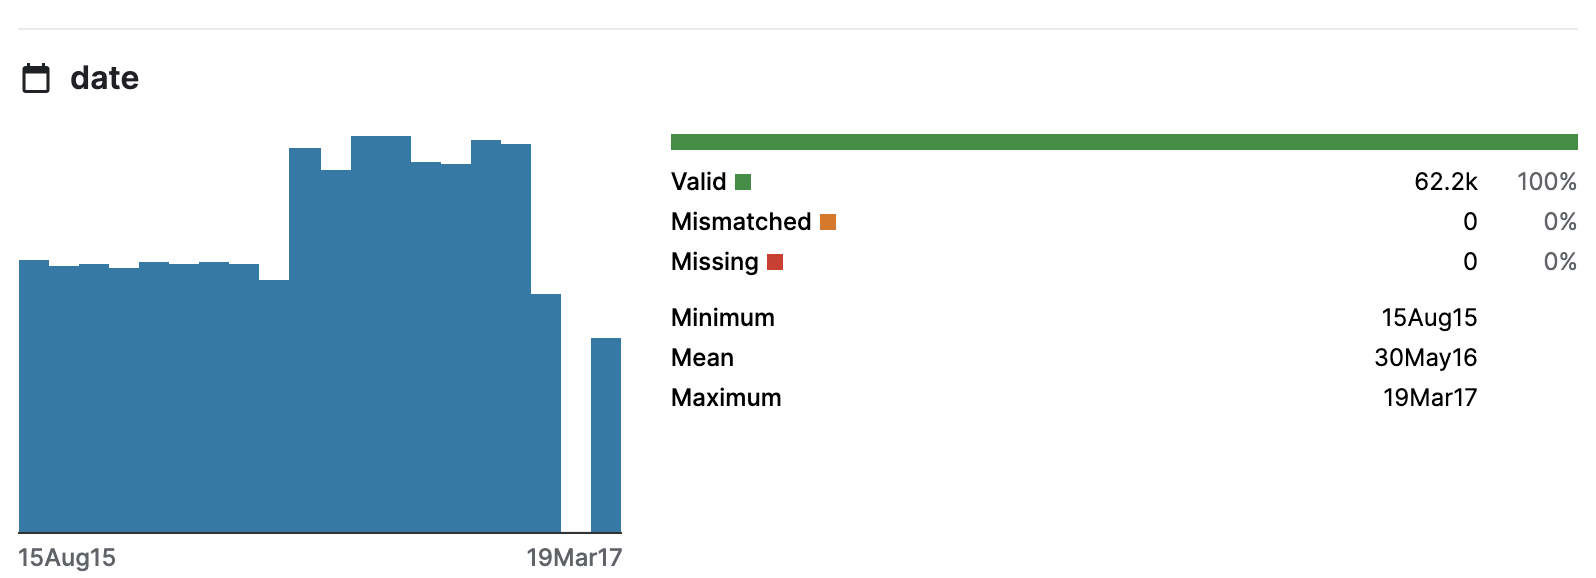 date
15Aug15 19Mar17
Valid 62.2k 100%
Mismatched 0 0%
Missing 0 0%
Minimum 15Aug15
Mean 30May16
Maximum 19Mar17